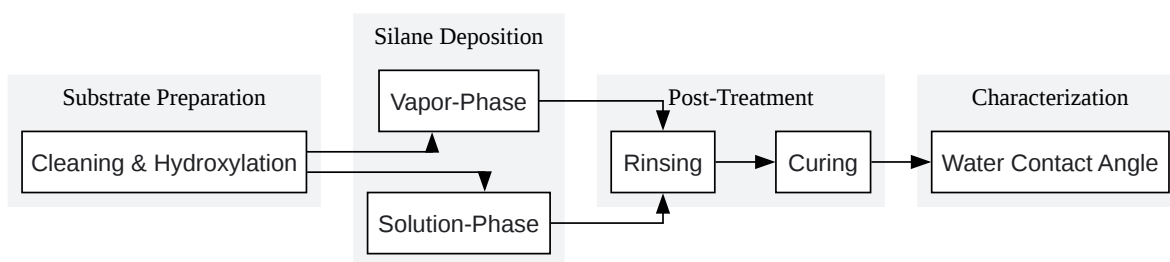 Substrate Preparation
Cleaning & Hydroxylation
Silane Deposition
Vapor-Phase
Solution-Phase
Post-Treatment
Rinsing
Curing
Characterization
Water Contact Angle